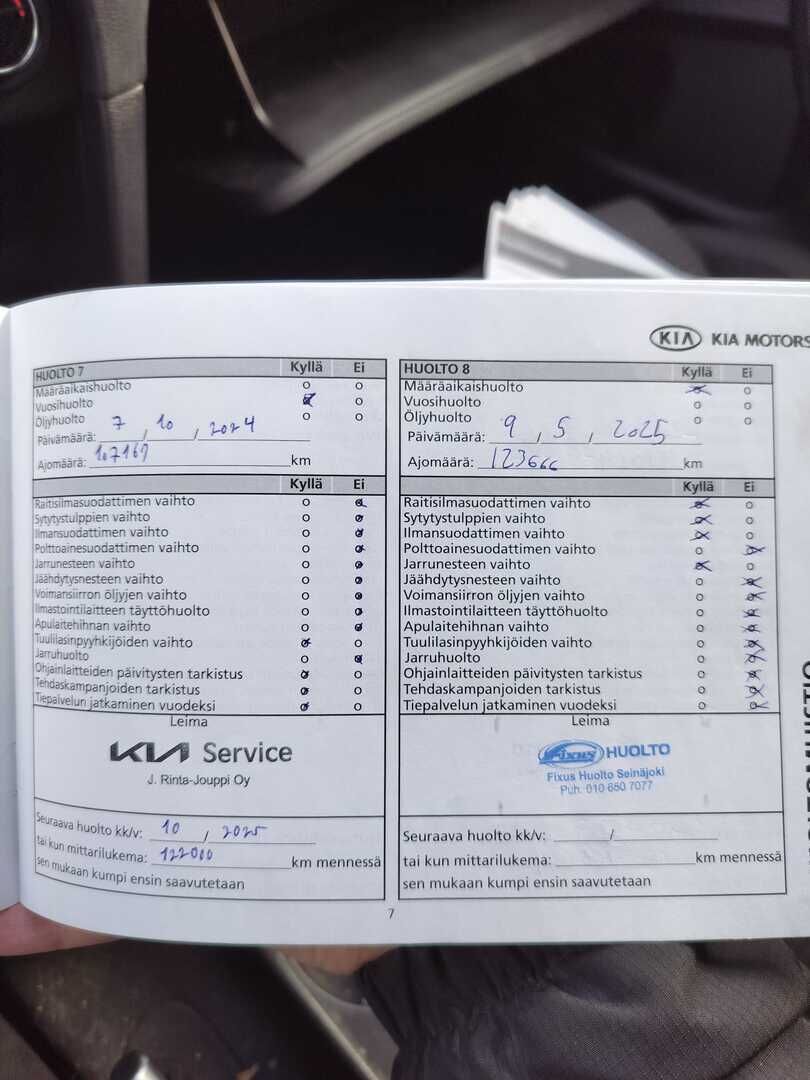 KIA KIA MOTORS
HUOLTO 7 Kyllä Ei
Määräaikaishuolto o o
Vuosihuolto o
Öljyhuolto o o
Päivämäärä: 7 / 10 / 2024
Ajomäärä: 107167 km
Kyllä Ei
Raitisilmasuodattimen vaihto o
Sytytystulppien vaihto o
Ilmansuodattimen vaihto o
Polttoainesuodattimen vaihto o
Jarrunesteen vaihto o
Jäähdytysnesteen vaihto o
Voimansiirron öljyjen vaihto o
Ilmastointilaitteen täyttöhuolto o
Apulaitehihnan vaihto o
Tuulilasinpyyhkijöiden vaihto o
Jarruhuolto o
Ohjainlaitteiden päivitysten tarkistus o
Tehdaskampanjoiden tarkistus o
Tiepalvelun jatkaminen vuodeksi o
Leima
KIA Service
J. Rinta-Jouppi Oy
Seuraava huolto kk/v: 10 / 2025
tai kun mittarilukema: 122000 km mennessä
sen mukaan kumpi ensin saavutetaan
HUOLTO 8 Kyllä Ei
Määräaikaishuolto x o
Vuosihuolto o o
Öljyhuolto o o
Päivämäärä: 9 / 5 / 2025
Ajomäärä: 123666 km
Kyllä Ei
Raitisilmasuodattimen vaihto x o
Sytytystulppien vaihto x o
Ilmansuodattimen vaihto x o
Polttoainesuodattimen vaihto o x
Jarrunesteen vaihto x o
Jäähdytysnesteen vaihto o x
Voimansiirron öljyjen vaihto o x
Ilmastointilaitteen täyttöhuolto o x
Apulaitehihnan vaihto o x
Tuulilasinpyyhkijöiden vaihto o x
Jarruhuolto o x
Ohjainlaitteiden päivitysten tarkistus o x
Tehdaskampanjoiden tarkistus o x
Tiepalvelun jatkaminen vuodeksi o x
Leima
Fixus HUOLTO
Fixus Huolto Seinäjoki
Puh. 010 850 7077
Seuraava huolto kk/v: /
tai kun mittarilukema: km mennessä
sen mukaan kumpi ensin saavutetaan
7